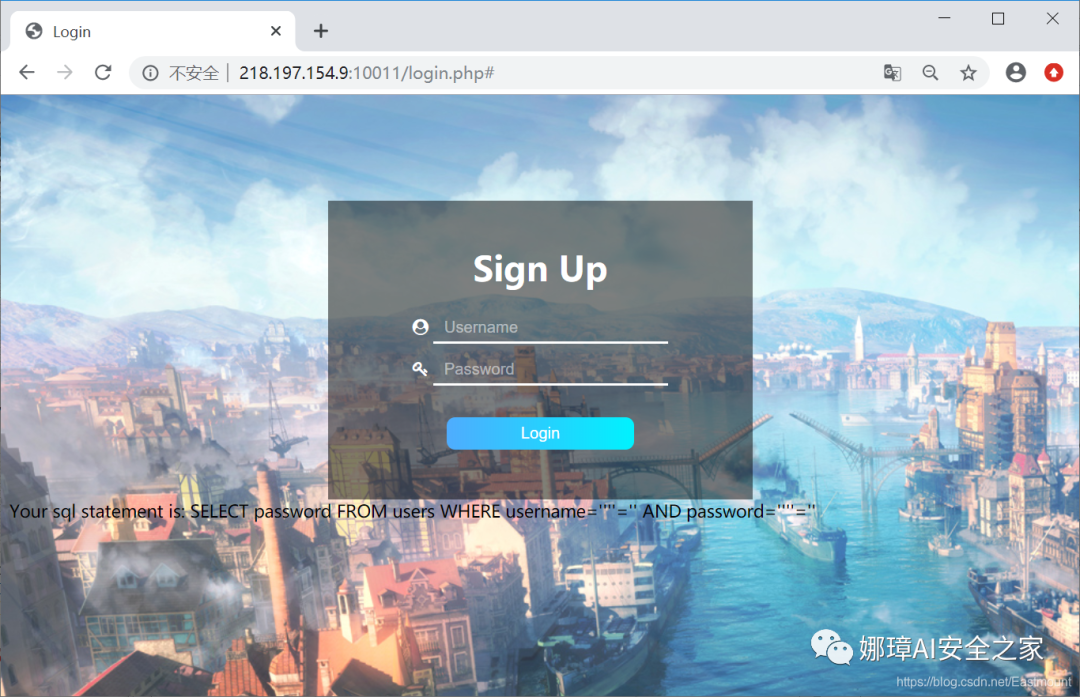 Login
不安全 | 218.197.154.9:10011/login.php#
Sign Up
Username
Password
Login
Your sql statement is: SELECT password FROM users WHERE username=''''='' AND password=''''=''
娜璋AI安全之家
https://blog.csdn.net/Eastmount